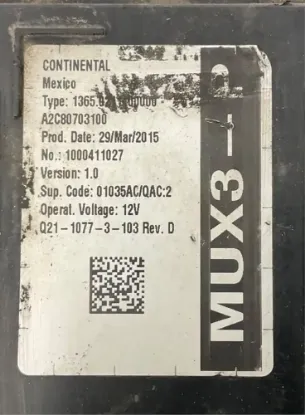 CONTINENTAL
Mexico
Type:
A2C80703100
Prod. Date: 29/Mar/2015
No.: 1000411027
Version: 1.0
Sup. Code: 01035AC/QAC:2
Operat. Voltage: 12V
Q21-1077-3-103 Rev. D
MUX3-